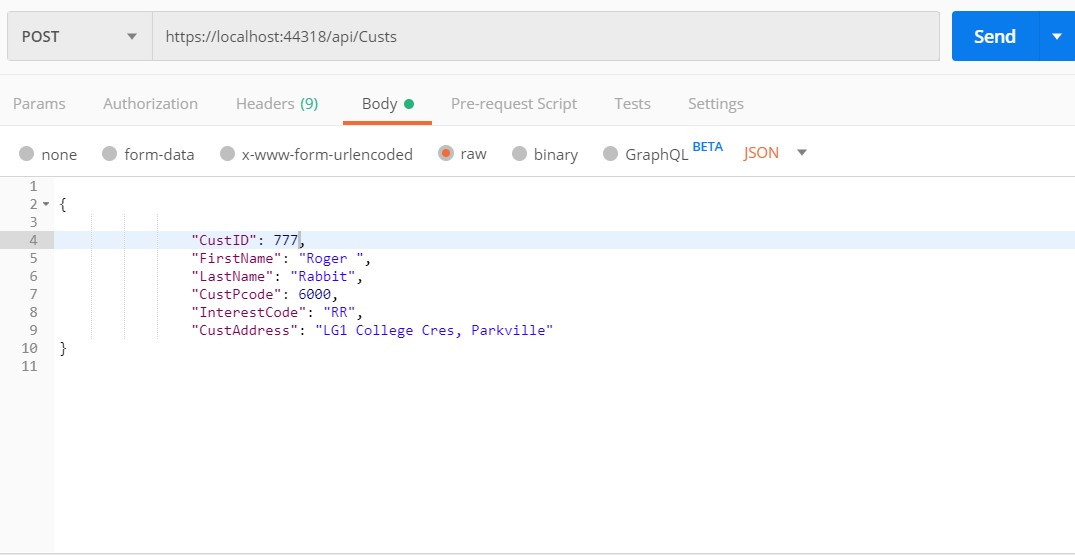 POST https://localhost:44318/api/Custs Send
Params Authorization Headers (9) Body Pre-request Script Tests Settings
none form-data x-www-form-urlencoded raw binary GraphQL BETA JSON
1
2 {
3
4 "CustID": 777,
5 "FirstName": "Roger ",
6 "LastName": "Rabbit",
7 "CustPcode": 6000,
8 "InterestCode": "RR",
9 "CustAddress": "LG1 College Cres, Parkville"
10 }
11